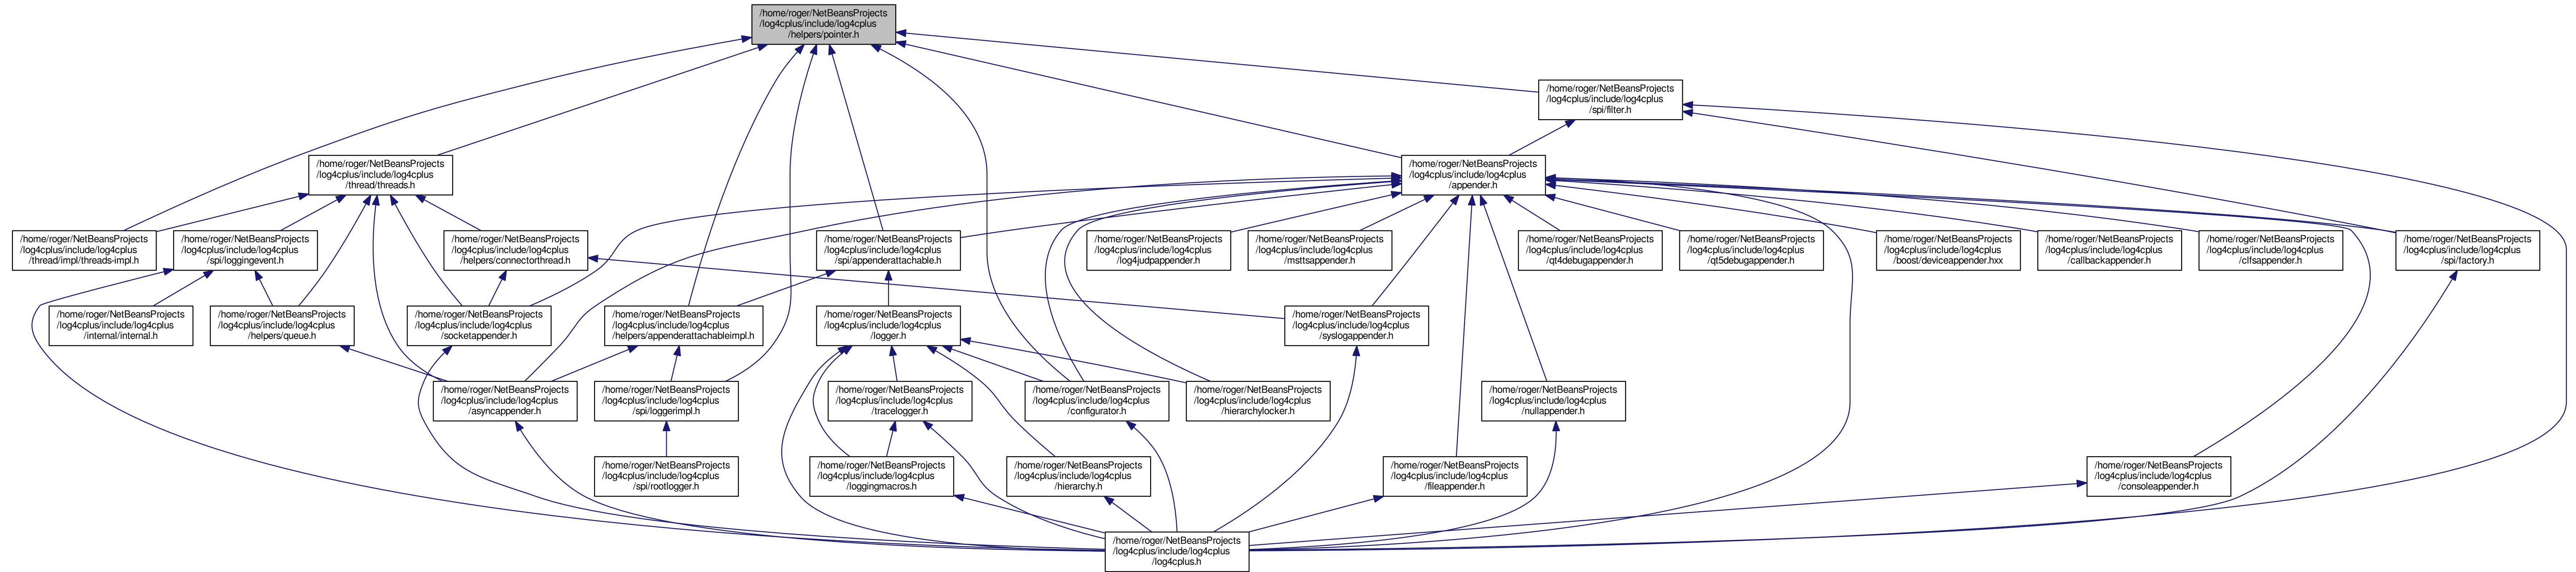 /home/roger/NetBeansProjects
/log4cplus/include/log4cplus
/helpers/pointer.h
/home/roger/NetBeansProjects
/log4cplus/include/log4cplus
/spi/filter.h
/home/roger/NetBeansProjects
/log4cplus/include/log4cplus
/thread/threads.h
/home/roger/NetBeansProjects
/log4cplus/include/log4cplus
/appender.h
/home/roger/NetBeansProjects
/log4cplus/include/log4cplus
/thread/impl/threads-impl.h
/home/roger/NetBeansProjects
/log4cplus/include/log4cplus
/spi/loggingevent.h
/home/roger/NetBeansProjects
/log4cplus/include/log4cplus
/helpers/connectorthread.h
/home/roger/NetBeansProjects
/log4cplus/include/log4cplus
/spi/appenderattachable.h
/home/roger/NetBeansProjects
/log4cplus/include/log4cplus
/log4judpappender.h
/home/roger/NetBeansProjects
/log4cplus/include/log4cplus
/msttsappender.h
/home/roger/NetBeansProjects
/log4cplus/include/log4cplus
/qt4debugappender.h
/home/roger/NetBeansProjects
/log4cplus/include/log4cplus
/qt5debugappender.h
/home/roger/NetBeansProjects
/log4cplus/include/log4cplus
/boost/deviceappender.hxx
/home/roger/NetBeansProjects
/log4cplus/include/log4cplus
/callbackappender.h
/home/roger/NetBeansProjects
/log4cplus/include/log4cplus
/clfsappender.h
/home/roger/NetBeansProjects
/log4cplus/include/log4cplus
/spi/factory.h
/home/roger/NetBeansProjects
/log4cplus/include/log4cplus
/internal/internal.h
/home/roger/NetBeansProjects
/log4cplus/include/log4cplus
/helpers/queue.h
/home/roger/NetBeansProjects
/log4cplus/include/log4cplus
/socketappender.h
/home/roger/NetBeansProjects
/log4cplus/include/log4cplus
/helpers/appenderattachableimpl.h
/home/roger/NetBeansProjects
/log4cplus/include/log4cplus
/logger.h
/home/roger/NetBeansProjects
/log4cplus/include/log4cplus
/syslogappender.h
/home/roger/NetBeansProjects
/log4cplus/include/log4cplus
/asyncappender.h
/home/roger/NetBeansProjects
/log4cplus/include/log4cplus
/spi/loggerimpl.h
/home/roger/NetBeansProjects
/log4cplus/include/log4cplus
/tracelogger.h
/home/roger/NetBeansProjects
/log4cplus/include/log4cplus
/configurator.h
/home/roger/NetBeansProjects
/log4cplus/include/log4cplus
/hierarchylocker.h
/home/roger/NetBeansProjects
/log4cplus/include/log4cplus
/nullappender.h
/home/roger/NetBeansProjects
/log4cplus/include/log4cplus
/spi/rootlogger.h
/home/roger/NetBeansProjects
/log4cplus/include/log4cplus
/loggingmacros.h
/home/roger/NetBeansProjects
/log4cplus/include/log4cplus
/hierarchy.h
/home/roger/NetBeansProjects
/log4cplus/include/log4cplus
/fileappender.h
/home/roger/NetBeansProjects
/log4cplus/include/log4cplus
/consoleappender.h
/home/roger/NetBeansProjects
/log4cplus/include/log4cplus
/log4cplus.h